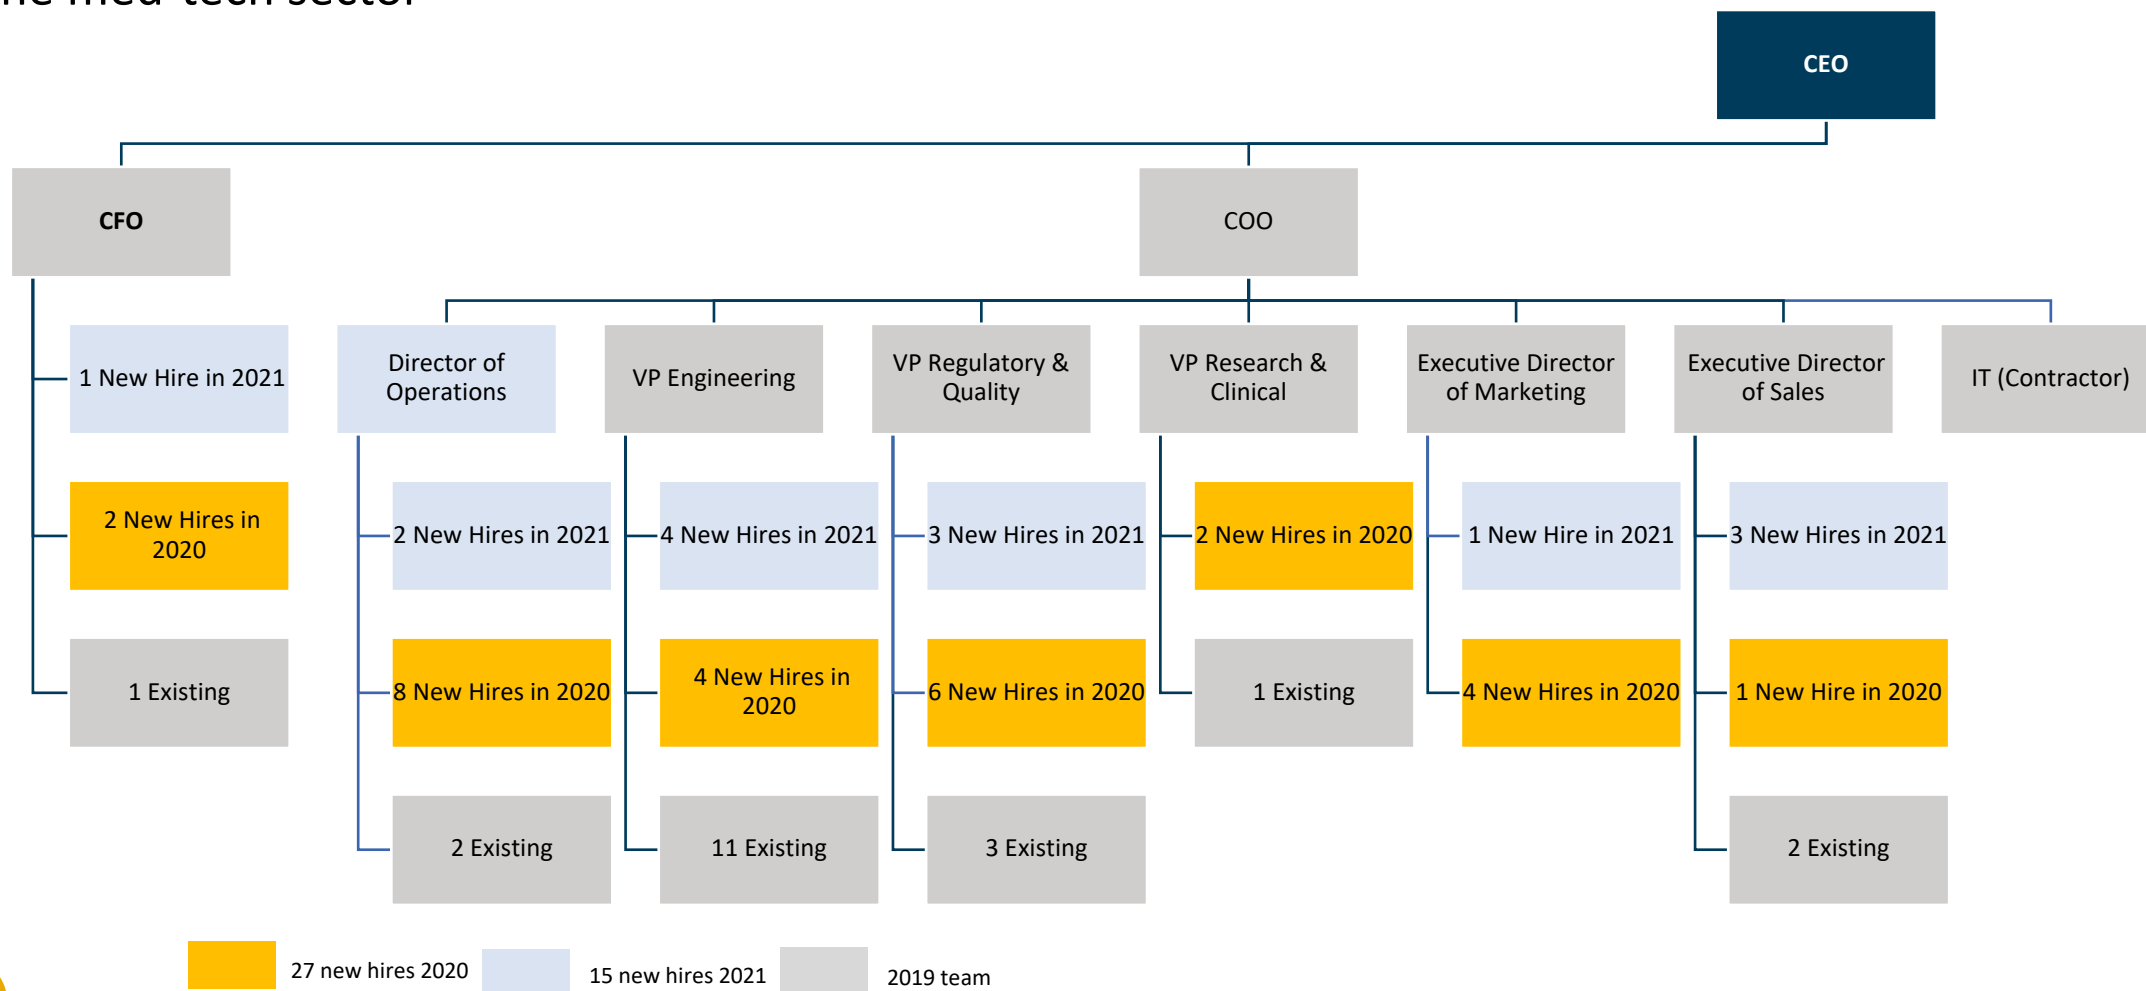 med-tech sector
CEO
CFO
COO
1 New Hire in 2021
Director of
Operations
VP Engineering
VP Regulatory &
Quality
VP Research &
Clinical
Executive Director
of Marketing
Executive Director
of Sales
IT (Contractor)
2 New Hires in
2020
2 New Hires in 2021
4 New Hires in 2021
3 New Hires in 2021
2 New Hires in 2020
1 New Hire in 2021
3 New Hires in 2021
1 Existing
8 New Hires in 2020
4 New Hires in
2020
6 New Hires in 2020
1 Existing
4 New Hires in 2020
1 New Hire in 2020
2 Existing
11 Existing
3 Existing
2 Existing
27 new hires 2020
15 new hires 2021
2019 team